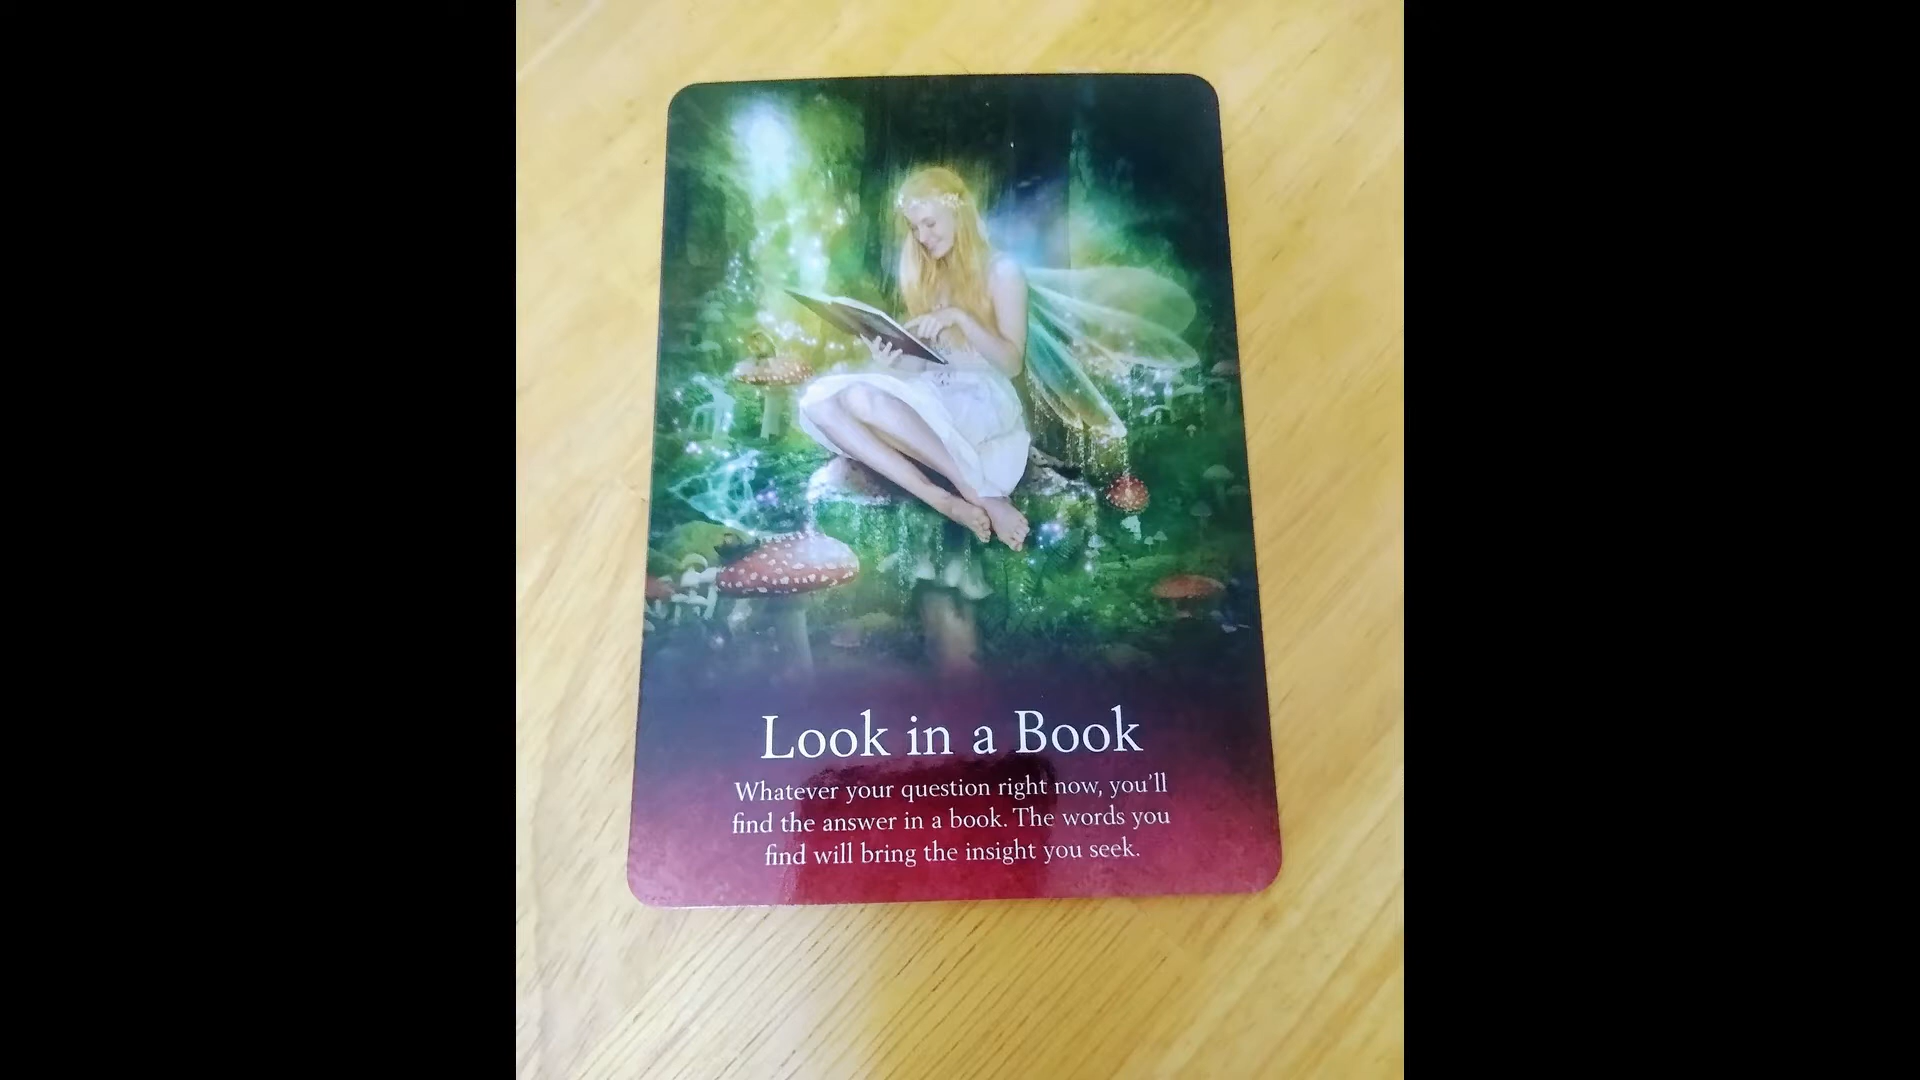 Look in a Book
Whatever your question right now, you'll
find the answer in a book. The words you
find will bring the insight you seek.